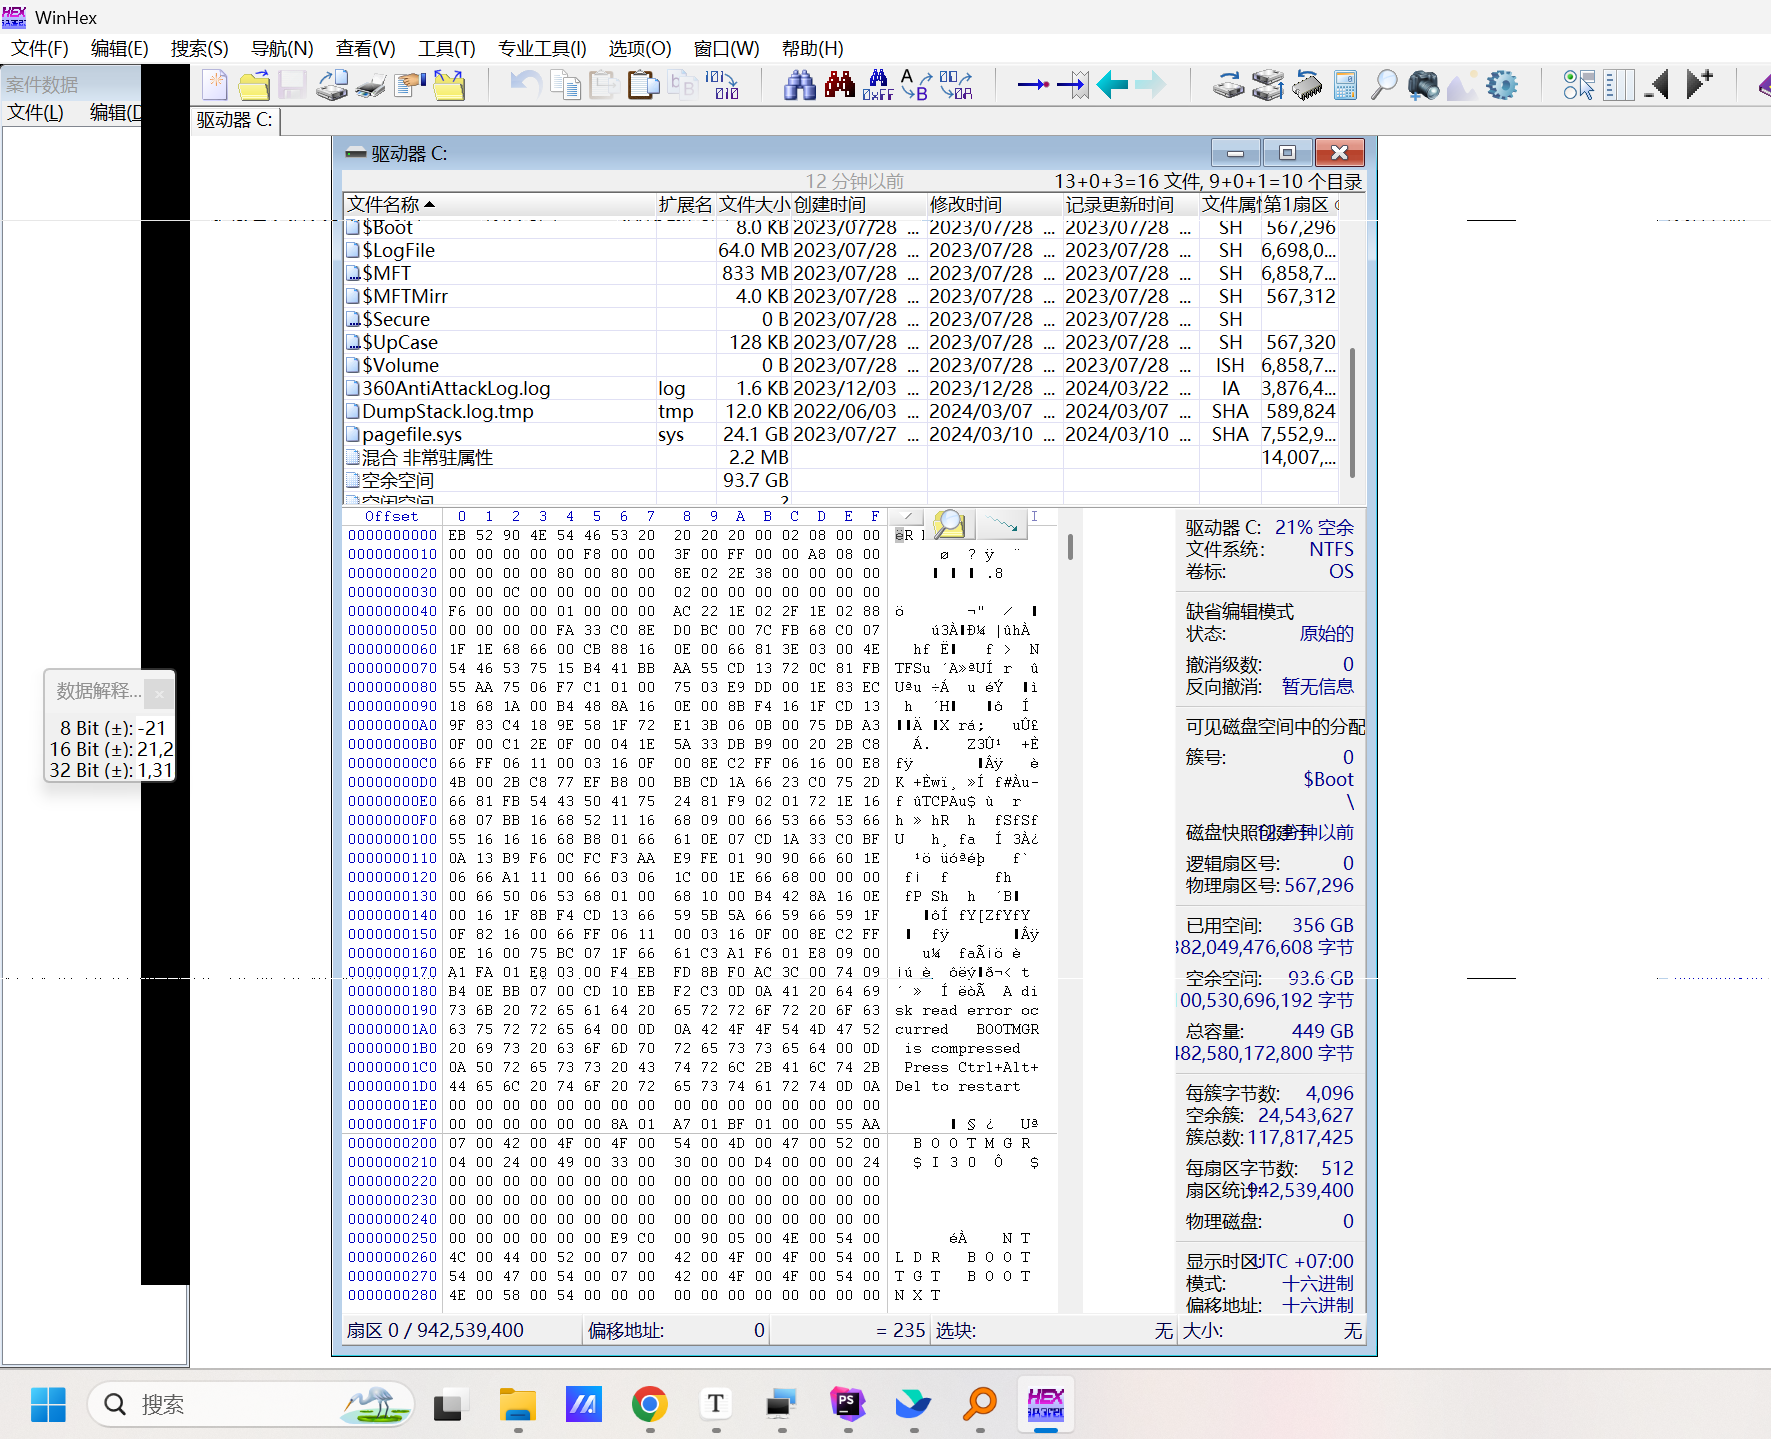 WinHex
文件(F) 编辑(E) 搜索(S) 导航(N) 查看(V) 工具(T) 专业工具(I) 选项(O) 窗口(W) 帮助(H)
案件数据
文件(L) 编辑(D
驱动器 C:
驱动器 C:
12 分钟以前 13+0+3=16 文件, 9+0+1=10 个目录
文件名称 扩展名 文件大小 创建时间 修改时间 记录更新时间 文件属性 第1扇区
$Boot 8.0 KB 2023/07/28 ... 2023/07/28 ... 2023/07/28 ... SH 567,296
$LogFile 64.0 MB 2023/07/28 ... 2023/07/28 ... 2023/07/28 ... SH 6,698,0...
$MFT 833 MB 2023/07/28 ... 2023/07/28 ... 2023/07/28 ... SH 6,858,7...
$MFTMirr 4.0 KB 2023/07/28 ... 2023/07/28 ... 2023/07/28 ... SH 567,312
$Secure 0 B 2023/07/28 ... 2023/07/28 ... 2023/07/28 ... SH
$UpCase 128 KB 2023/07/28 ... 2023/07/28 ... 2023/07/28 ... SH 567,320
$Volume 0 B 2023/07/28 ... 2023/07/28 ... 2023/07/28 ... ISH 6,858,7...
360AntiAttackLog.log log 1.6 KB 2023/12/03 ... 2023/12/28 ... 2024/03/22 ... IA 3,876,4...
DumpStack.log.tmp tmp 12.0 KB 2022/06/03 ... 2024/03/07 ... 2024/03/07 ... SHA 589,824
pagefile.sys sys 24.1 GB 2023/07/27 ... 2024/03/10 ... 2024/03/10 ... SHA 7,552,9...
混合 非常驻属性 2.2 MB 14,007,...
空余空间 93.7 GB
空闲空间 ?
Offset 0 1 2 3 4 5 6 7 8 9 A B C D E F
0000000000 EB 52 90 4E 54 46 53 20 20 20 20 00 02 08 00 00
0000000010 00 00 00 00 00 F8 00 00 3F 00 FF 00 00 A8 08 00
0000000020 00 00 00 00 80 00 80 00 8E 02 2E 38 00 00 00 00
0000000030 00 00 0C 00 00 00 00 00 02 00 00 00 00 00 00 00
0000000040 F6 00 00 00 01 00 00 00 AC 22 1E 02 2F 1E 02 88
0000000050 00 00 00 00 FA 33 C0 8E D0 BC 00 7C FB 68 C0 07
0000000060 1F 1E 68 66 00 CB 88 16 0E 00 66 81 3E 03 00 4E
0000000070 54 46 53 75 15 B4 41 BB AA 55 CD 13 72 0C 81 FB
0000000080 55 AA 75 06 F7 C1 01 00 75 03 E9 DD 00 1E 83 EC
0000000090 18 68 1A 00 B4 48 8A 16 0E 00 8B F4 16 1F CD 13
00000000A0 9F 83 C4 18 9E 58 1F 72 E1 3B 06 0B 00 75 DB A3
00000000B0 0F 00 C1 2E 0F 00 04 1E 5A 33 DB B9 00 20 2B C8
00000000C0 66 FF 06 11 00 03 16 0F 00 8E C2 FF 06 16 00 E8
00000000D0 4B 00 2B C8 77 EF B8 00 BB CD 1A 66 23 C0 75 2D
00000000E0 66 81 FB 54 43 50 41 75 24 81 F9 02 01 72 1E 16
00000000F0 68 07 BB 16 68 52 11 16 68 09 00 66 53 66 53 66
0000000100 55 16 16 16 68 B8 01 66 61 0E 07 CD 1A 33 C0 BF
0000000110 0A 13 B9 F6 0C FC F3 AA E9 FE 01 90 90 66 60 1E
0000000120 06 66 A1 11 00 66 03 06 1C 00 1E 66 68 00 00 00
0000000130 00 66 50 06 53 68 01 00 68 10 00 B4 42 8A 16 0E
0000000140 00 16 1F 8B F4 CD 13 66 59 5B 5A 66 59 66 59 1F
0000000150 0F 82 16 00 66 FF 06 11 00 03 16 0F 00 8E C2 FF
0000000160 0E 16 00 75 BC 07 1F 66 61 C3 A1 F6 01 E8 09 00
0000000170 A1 FA 01 E8 03 00 F4 EB FD 8B F0 AC 3C 00 74 09
0000000180 B4 0E BB 07 00 CD 10 EB F2 C3 0D 0A 41 20 64 69
0000000190 73 6B 20 72 65 61 64 20 65 72 72 6F 72 20 6F 63 sk read error oc
00000001A0 63 75 72 72 65 64 00 0D 0A 42 4F 4F 54 4D 47 52 curred BOOTMGR
00000001B0 20 69 73 20 63 6F 6D 70 72 65 73 73 65 64 00 0D is compressed
00000001C0 0A 50 72 65 73 73 20 43 74 72 6C 2B 41 6C 74 2B Press Ctrl+Alt+
00000001D0 44 65 6C 20 74 6F 20 72 65 73 74 61 72 74 0D 0A Del to restart
00000001E0 00 00 00 00 00 00 00 00 00 00 00 00 00 00 00 00
00000001F0 00 00 00 00 00 00 8A 01 A7 01 BF 01 00 00 55 AA
0000000200 07 00 42 00 4F 00 4F 00 54 00 4D 00 47 00 52 00 B O O T M G R
0000000210 04 00 24 00 49 00 33 00 30 00 00 D4 00 00 00 24 $ I 3 0 Ô $
0000000220 00 00 00 00 00 00 00 00 00 00 00 00 00 00 00 00
0000000230 00 00 00 00 00 00 00 00 00 00 00 00 00 00 00 00
0000000240 00 00 00 00 00 00 00 00 00 00 00 00 00 00 00 00
0000000250 00 00 00 00 00 00 E9 C0 00 90 05 00 4E 00 54 00 éÀ N T
0000000260 4C 00 44 00 52 00 07 00 42 00 4F 00 4F 00 54 00 L D R B O O T
0000000270 54 00 47 00 54 00 07 00 42 00 4F 00 4F 00 54 00 T G T B O O T
0000000280 4E 00 58 00 54 00 00 00 00 00 00 00 00 00 00 00 N X T
驱动器 C: 21% 空余
文件系统: NTFS
卷标: OS
缺省编辑模式
状态: 原始的
撤消级数: 0
反向撤消: 暂无信息
可见磁盘空间中的分配
簇号: 0
$Boot
\
磁盘快照创建于 12 分钟以前
逻辑扇区号: 0
物理扇区号: 567,296
已用空间: 356 GB
382,049,476,608 字节
空余空间: 93.6 GB
100,530,696,192 字节
总容量: 449 GB
482,580,172,800 字节
每簇字节数: 4,096
空余簇: 24,543,627
簇总数: 117,817,425
每扇区字节数: 512
扇区统计: 942,539,400
物理磁盘: 0
显示时区: UTC +07:00
模式: 十六进制
偏移地址: 十六进制
数据解释... ×
8 Bit (±): -21
16 Bit (±): 21,2
32 Bit (±): 1,31
扇区 0 / 942,539,400 偏移地址: 0 = 235 选块: 无 大小: 无
搜索